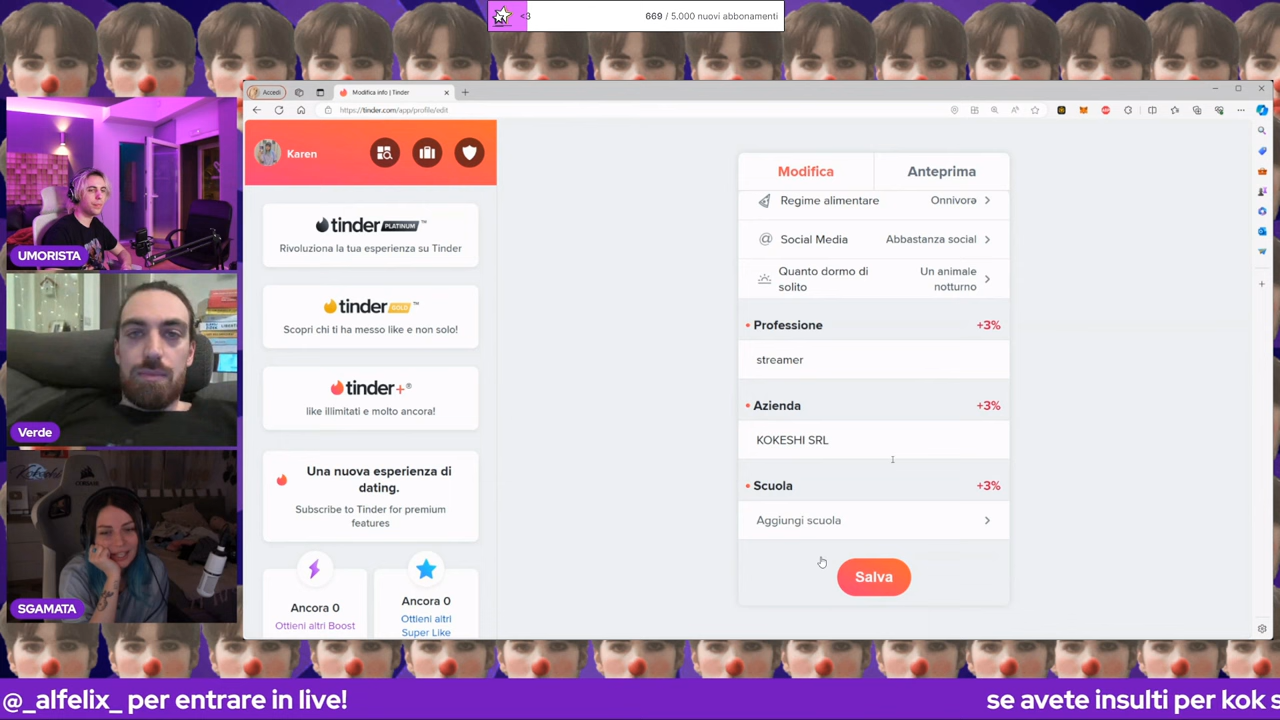 <3
669 / 5.000 nuovi abbonamenti
Accedi
Modifica info | Tinder
https://tinder.com/app/profile/edit
Karen
tinder PLATINUM™
Rivoluziona la tua esperienza su Tinder
tinder GOLD™
Scopri chi ti ha messo like e non solo!
tinder+®
like illimitati e molto ancora!
Una nuova esperienza di
dating.
Subscribe to Tinder for premium
features
Ancora 0
Ottieni altri Boost
Ancora 0
Ottieni altri
Super Like
Modifica
Anteprima
Regime alimentare
Onnivora
Social Media
Abbastanza social
Quanto dormo di
solito
Un animale
notturno
Professione
+3%
streamer
Azienda
+3%
KOKESHI SRL
Scuola
+3%
Aggiungi scuola
Salva
UMORISTA
Verde
SGAMATA
@_alfelix_ per entrare in live!
se avete insulti per kok s